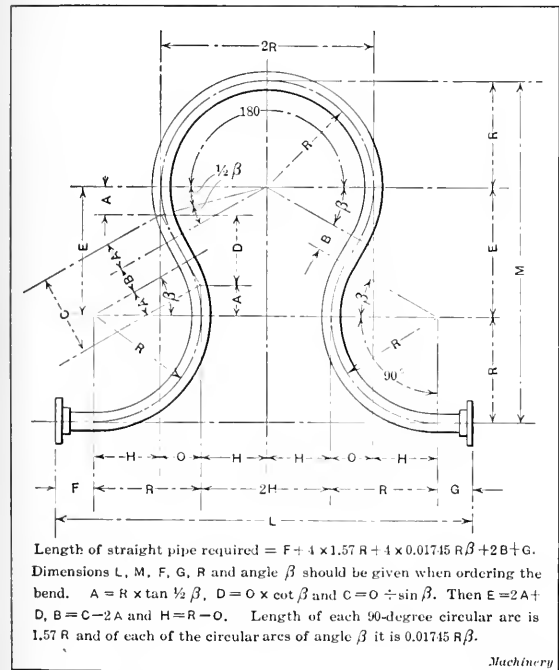 2R
180
R
½ β
β
A
B
D
E
R
E
M
A
B
A
C
β
A
β
R
R
90°
R
H O H H O H
F R 2H R G
L
Length of straight pipe required = F + 4 × 1.57 R + 4 × 0.01745 Rβ + 2B + G.
Dimensions L, M, F, G, R and angle β should be given when ordering the
bend. A = R × tan ½ β, D = O × cot β and C = O ÷ sin β. Then E = 2A +
D, B = C – 2A and H = R – O. Length of each 90-degree circular arc is
1.57 R and of each of the circular arcs of angle β it is 0.01745 Rβ.
Machinery